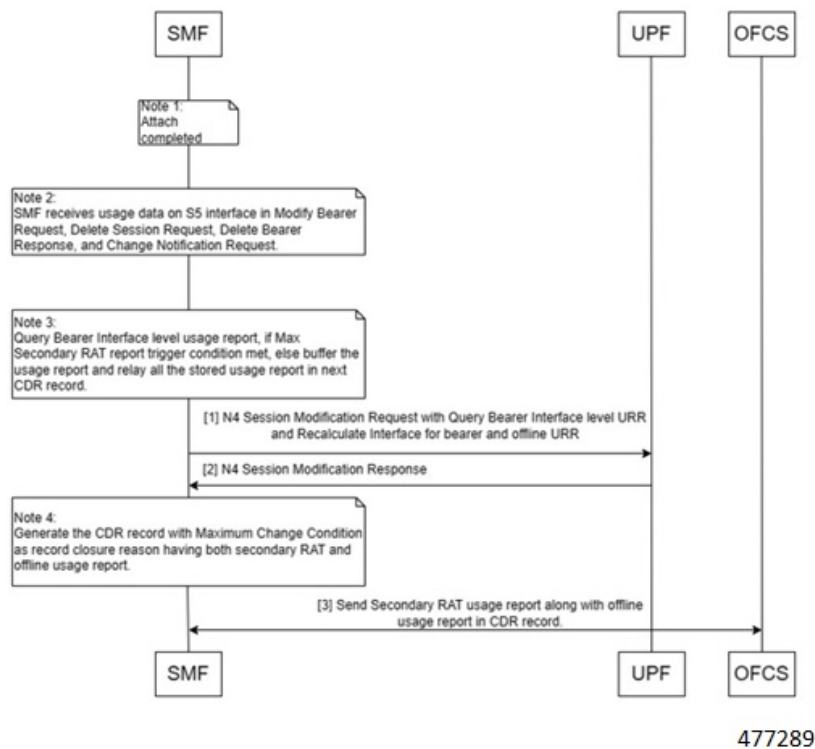 SMF
UPF
OFCS
Note 1:
Attach
completed
Note 2:
SMF receives usage data on S5 interface in Modify Bearer
Request, Delete Session Request, Delete Bearer
Response, and Change Notification Request.
Note 3:
Query Bearer Interface level usage report, if Max
Secondary RAT report trigger condition met, else buffer the
usage report and relay all the stored usage report in next
CDR record.
[1] N4 Session Modification Request with Query Bearer Interface level URR
and Recalculate Interface for bearer and offline URR
[2] N4 Session Modification Response
Note 4:
Generate the CDR record with Maximum Change Condition
as record closure reason having both secondary RAT and
offline usage report.
[3] Send Secondary RAT usage report along with offline
usage report in CDR record.
SMF
UPF
OFCS
477289